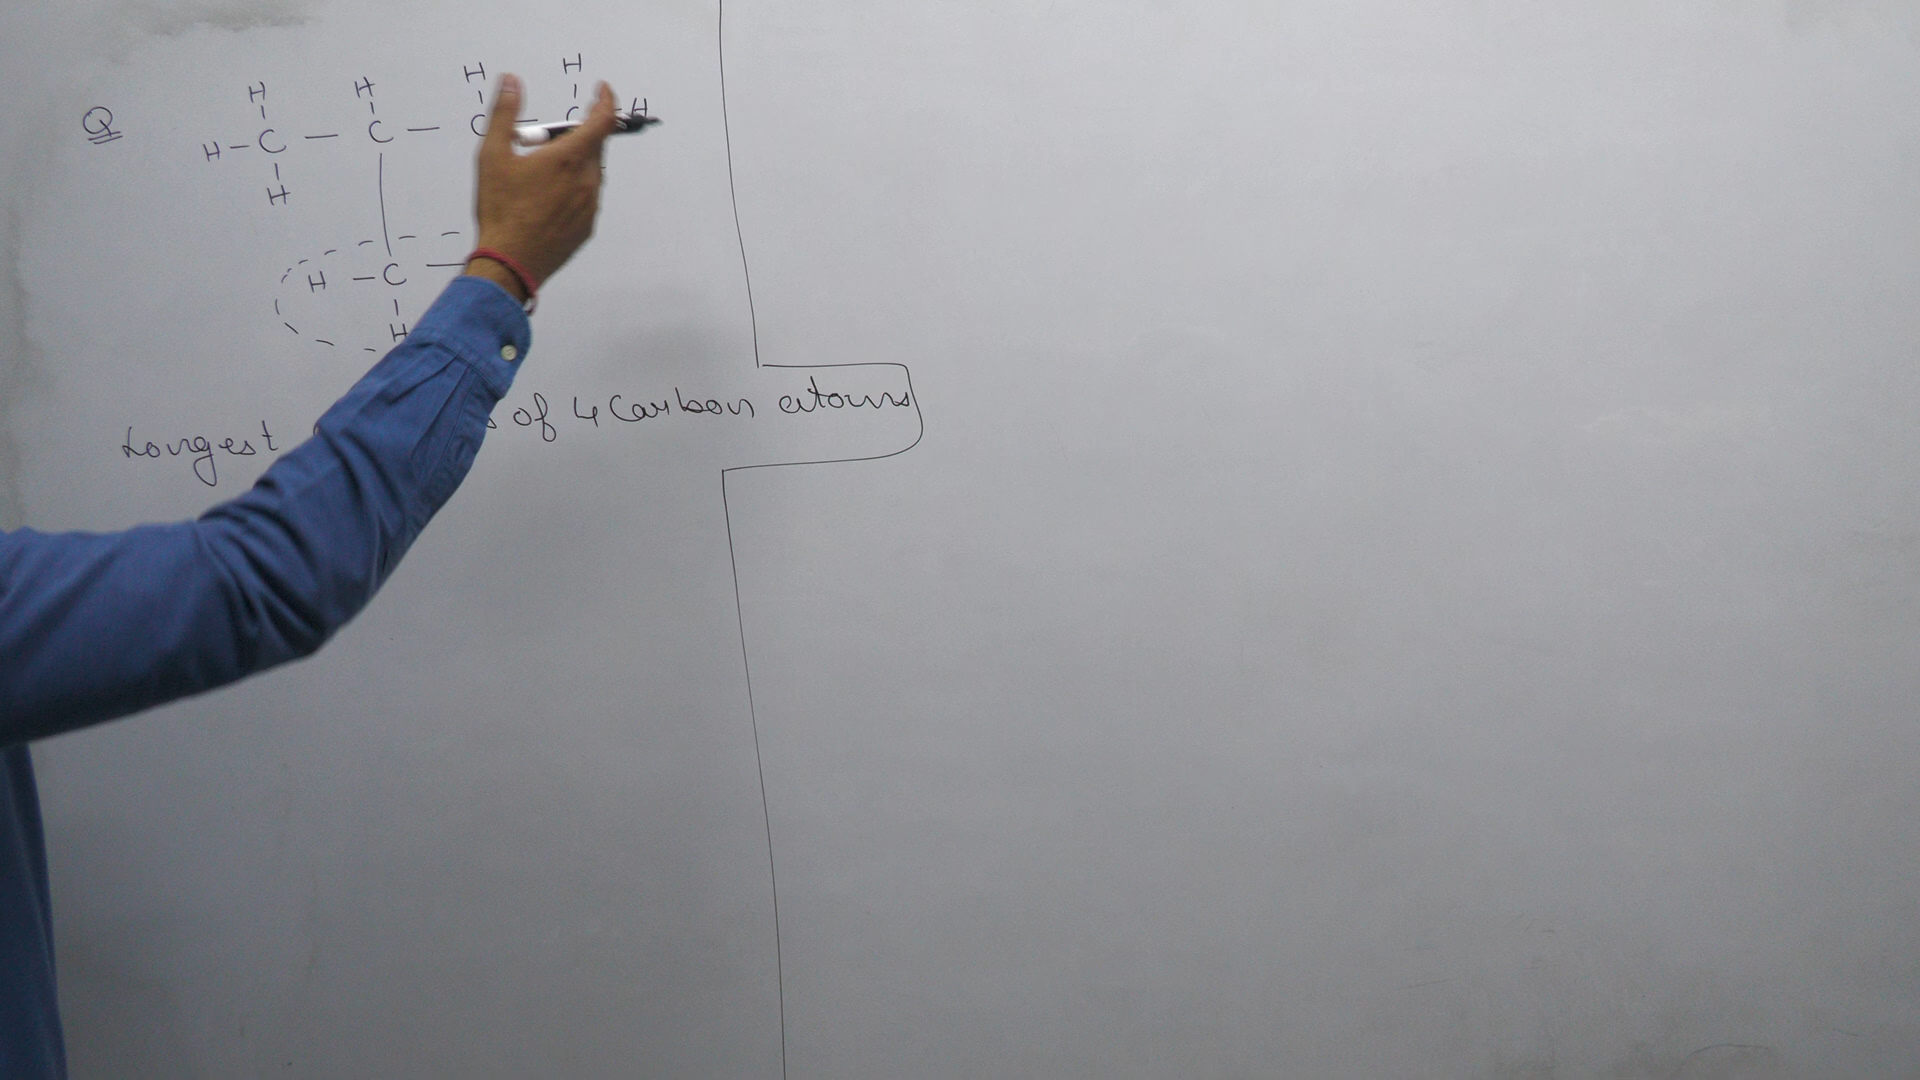 H H H H
Q H – C – C – C – C – H
H
H – C –
H
Longest of 4 Carbon atoms